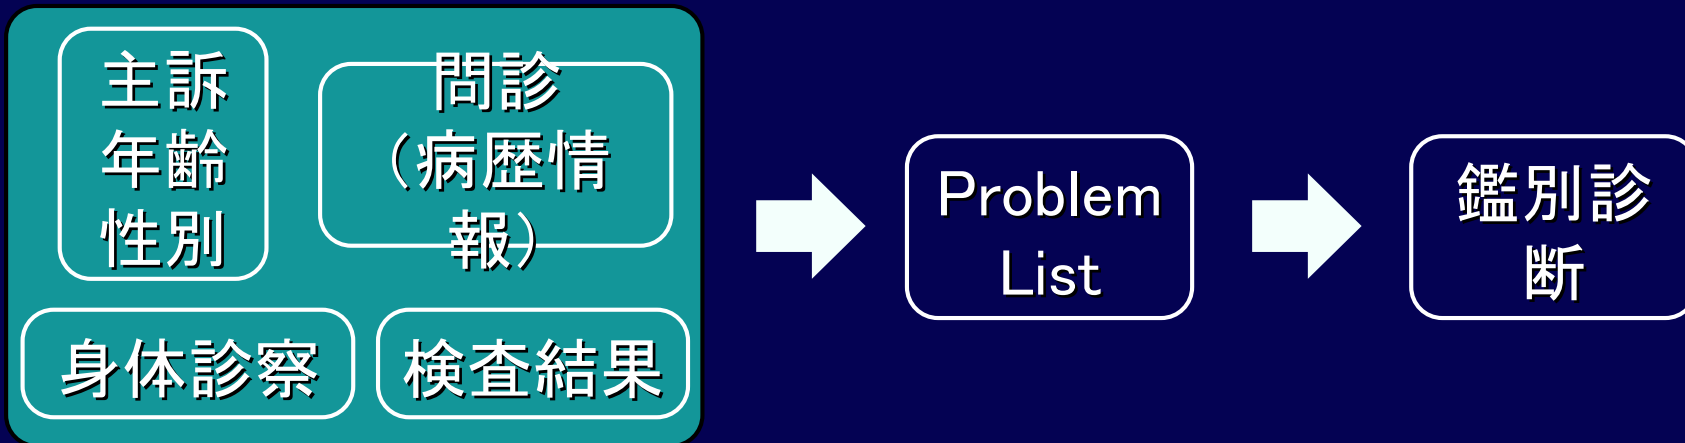 主訴
年齢
性別
問診
（病歴情
報）
身体診察
検査結果
Problem
List
鑑別診
断